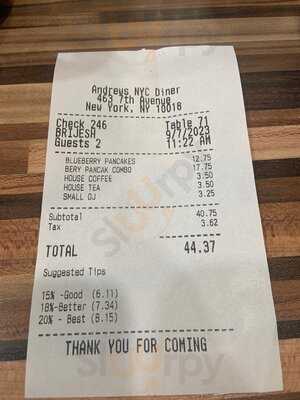 Andrews NYC Diner
463 7th Avenue
New York, NY 10018
Check 246 Table 71
BRIJESH 9/7/2023
Guests 2 11:22 AM
BLUEBERRY PANCAKES 12.75
BERY PANCAK COMBO 17.75
HOUSE COFFEE 3.50
HOUSE TEA 3.50
SMALL OJ 3.25
Subtotal 40.75
Tax 3.62
TOTAL 44.37
Suggested Tips
15% -Good (6.11)
18%-Better (7.34)
20% - Best (8.15)
THANK YOU FOR COMING